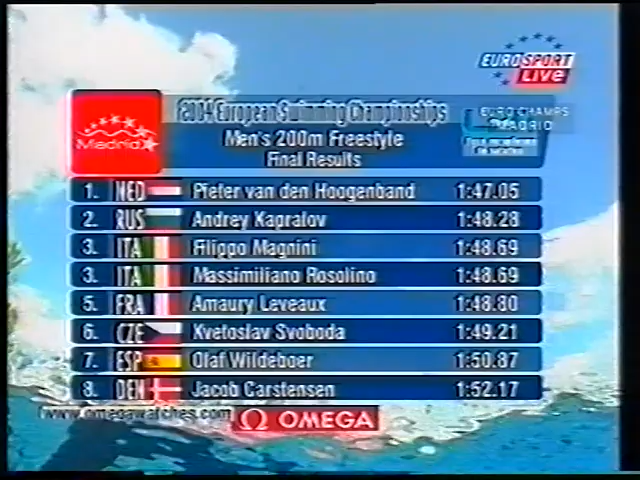 EUROSPORT
LIVE
2004 European Swimming Championships
EURO CHAMPS
MADRID
Madrid
Men's 200m Freestyle
Final Results
1. NED Pieter van den Hoogenband 1:47.05
2. RUS Andrey Kapralov 1:48.28
3. ITA Filippo Magnini 1:48.69
3. ITA Massimiliano Rosolino 1:48.69
5. FRA Amaury Leveaux 1:48.80
6. CZE Kvetoslav Svoboda 1:49.21
7. ESP Olaf Wildeboer 1:50.87
8. DEN Jacob Carstensen 1:52.17
www.omegawatches.com
Ω OMEGA